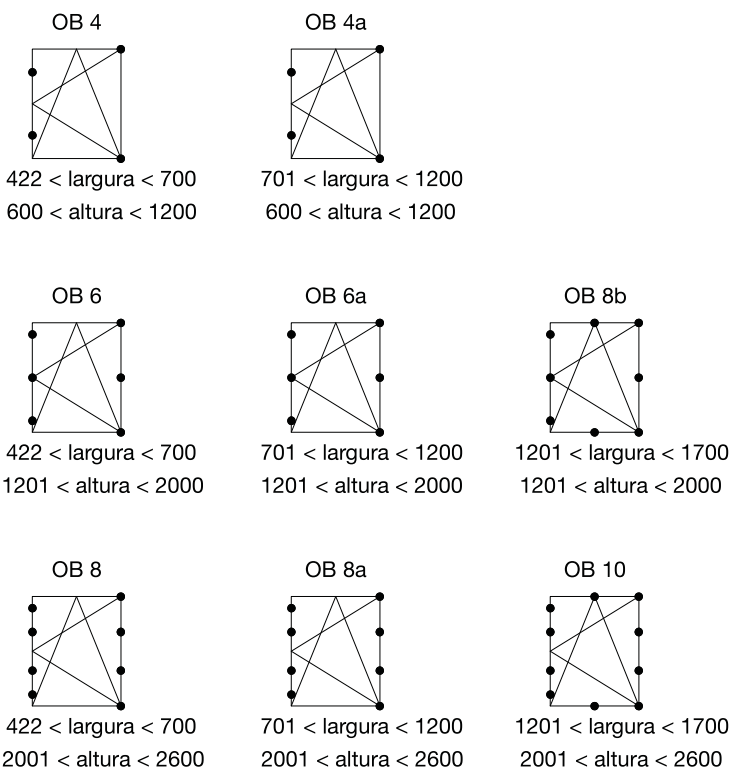 OB 4
422 < largura < 700
600 < altura < 1200
OB 4a
701 < largura < 1200
600 < altura < 1200
OB 6
422 < largura < 700
1201 < altura < 2000
OB 6a
701 < largura < 1200
1201 < altura < 2000
OB 8b
1201 < largura < 1700
1201 < altura < 2000
OB 8
422 < largura < 700
2001 < altura < 2600
OB 8a
701 < largura < 1200
2001 < altura < 2600
OB 10
1201 < largura < 1700
2001 < altura < 2600